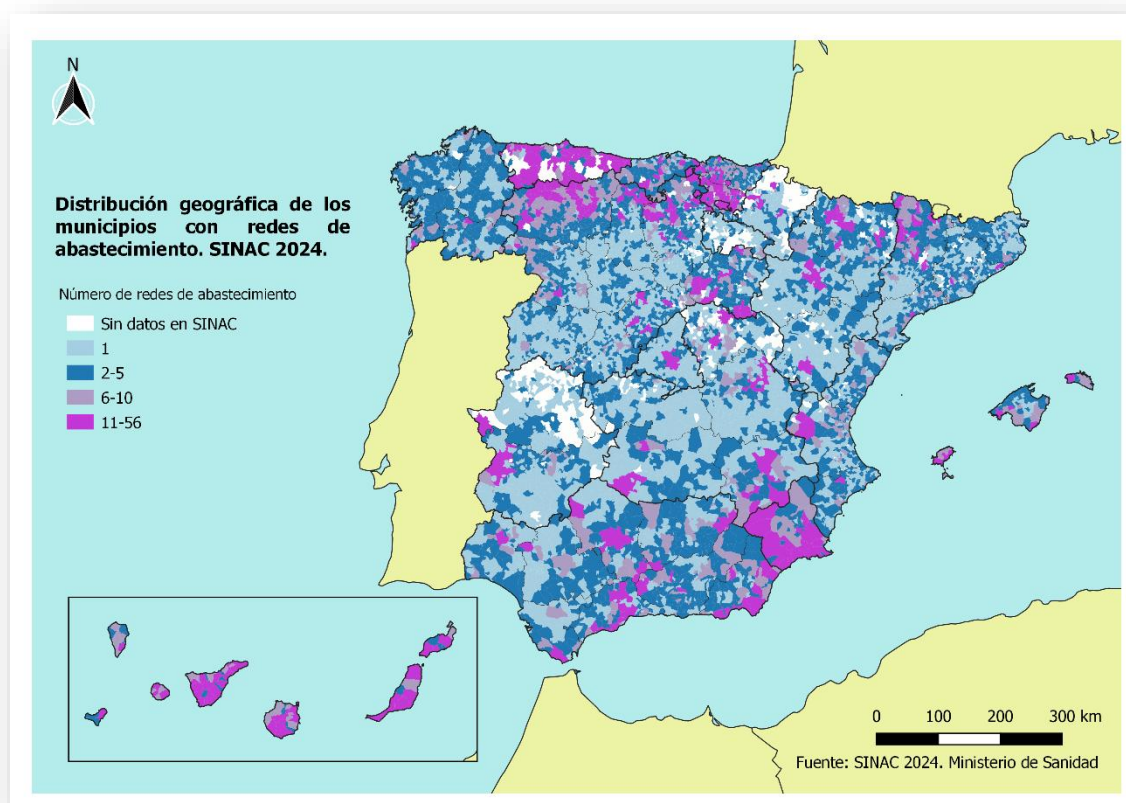 N
Distribución geográfica de los
municipios con redes de
abastecimiento. SINAC 2024.
Número de redes de abastecimiento
Sin datos en SINAC
1
2-5
6-10
11-56
0 100 200 300 km
Fuente: SINAC 2024. Ministerio de Sanidad